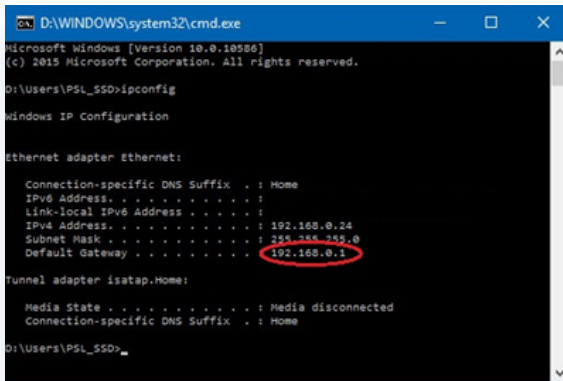 D:\WINDOWS\system32\cmd.exe
Microsoft Windows [Version 10.0.10586]
(c) 2015 Microsoft Corporation. All rights reserved.
D:\Users\PSL_SSD>ipconfig
Windows IP Configuration
Ethernet adapter Ethernet:
Connection-specific DNS Suffix . : Home
IPv6 Address. . . . . . . . . . . :
Link-local IPv6 Address . . . . . :
IPv4 Address. . . . . . . . . . . : 192.168.0.24
Subnet Mask . . . . . . . . . . . : 255.255.255.0
Default Gateway . . . . . . . . . : 192.168.0.1
Tunnel adapter isatap.Home:
Media State . . . . . . . . . . . : Media disconnected
Connection-specific DNS Suffix . : Home
D:\Users\PSL_SSD>_